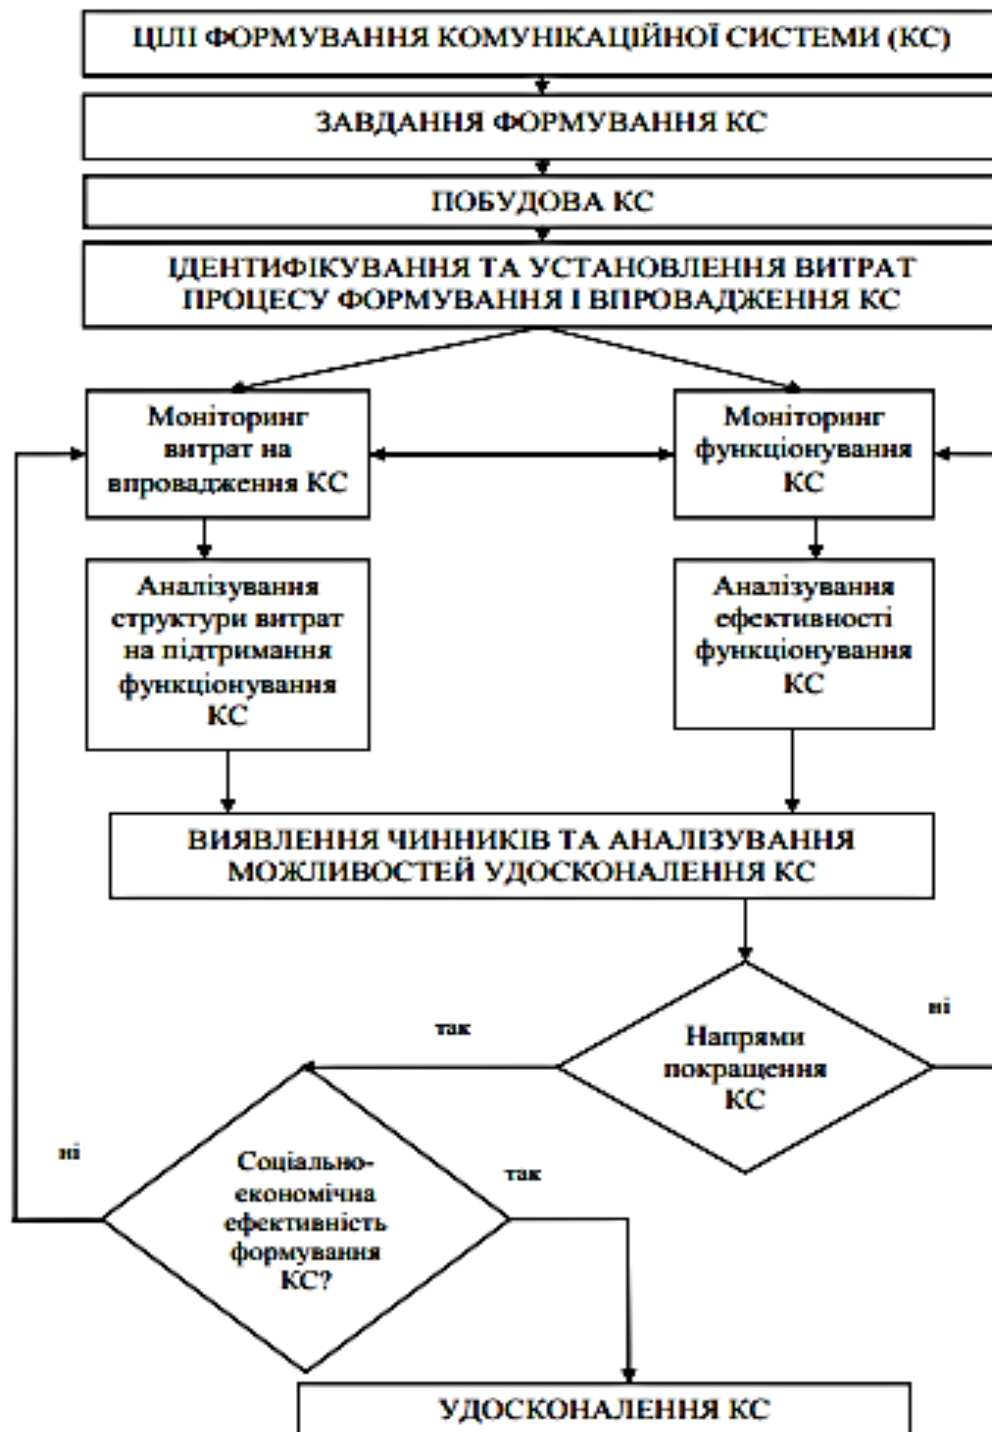 ЦІЛІ ФОРМУВАННЯ КОМУНІКАЦІЙНОЇ СИСТЕМИ (КС)
ЗАВДАННЯ ФОРМУВАННЯ КС
ПОБУДОВА КС
ІДЕНТИФІКУВАННЯ ТА УСТАНОВЛЕННЯ ВИТРАТ
ПРОЦЕСУ ФОРМУВАННЯ І ВПРОВАДЖЕННЯ КС
Моніторинг
витрат на
впровадження КС
Моніторинг
функціонування
КС
Аналізування
структури витрат
на підтримання
функціонування
КС
Аналізування
ефективності
функціонування
КС
ВИЯВЛЕННЯ ЧИННИКІВ ТА АНАЛІЗУВАННЯ
МОЖЛИВОСТЕЙ УДОСКОНАЛЕННЯ КС
так
ні
Напрями
покращення
КС
ні
так
Соціально-
економічна
ефективність
формування
КС?
УДОСКОНАЛЕННЯ КС